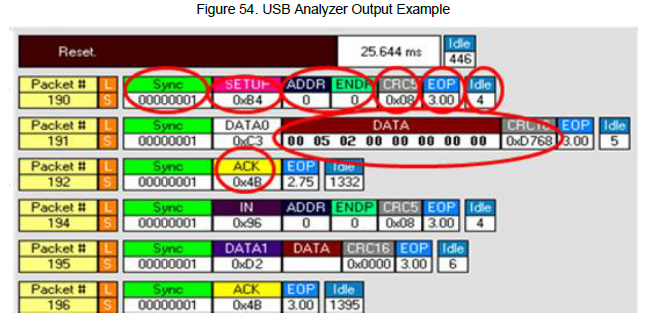 Figure 54. USB Analyzer Output Example
Reset. 25.644 ms Idle 446
Packet # L Sync SETUP ADDR ENDP CRC5 EOP Idle
190 S 00000001 0xB4 0 0 0x08 3.00 4
Packet # L Sync DATA0 DATA CRC16 EOP Idle
191 S 00000001 0xC3 00 05 02 00 00 00 00 00 0xD768 3.00 5
Packet # L Sync ACK EOP Idle
192 S 00000001 0x4B 2.75 1332
Packet # L Sync IN ADDR ENDP CRC5 EOP Idle
194 S 00000001 0x96 0 0 0x08 3.00 4
Packet # L Sync DATA1 DATA CRC16 EOP Idle
195 S 00000001 0xD2 0x0000 3.00 6
Packet # L Sync ACK EOP Idle
196 S 00000001 0x4B 3.00 1395